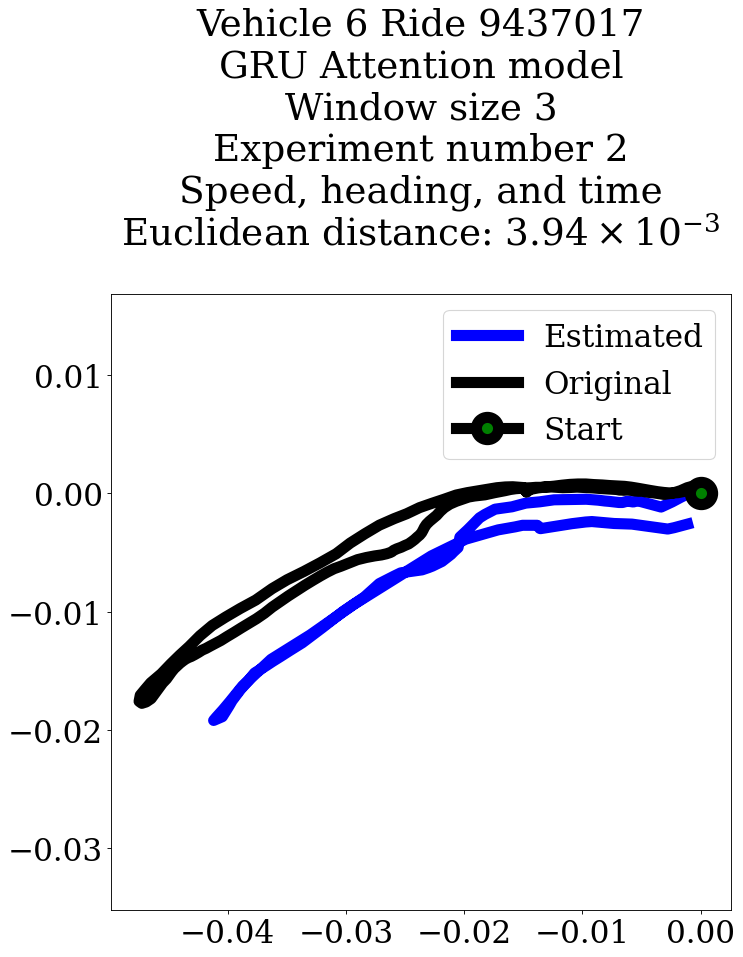 Vehicle 6 Ride 9437017
GRU Attention model
Window size 3
Experiment number 2
Speed, heading, and time
Euclidean distance: 3.94 × 10⁻³
Estimated
Original
Start
0.01
0.00
−0.01
−0.02
−0.03
−0.04 −0.03 −0.02 −0.01 0.00